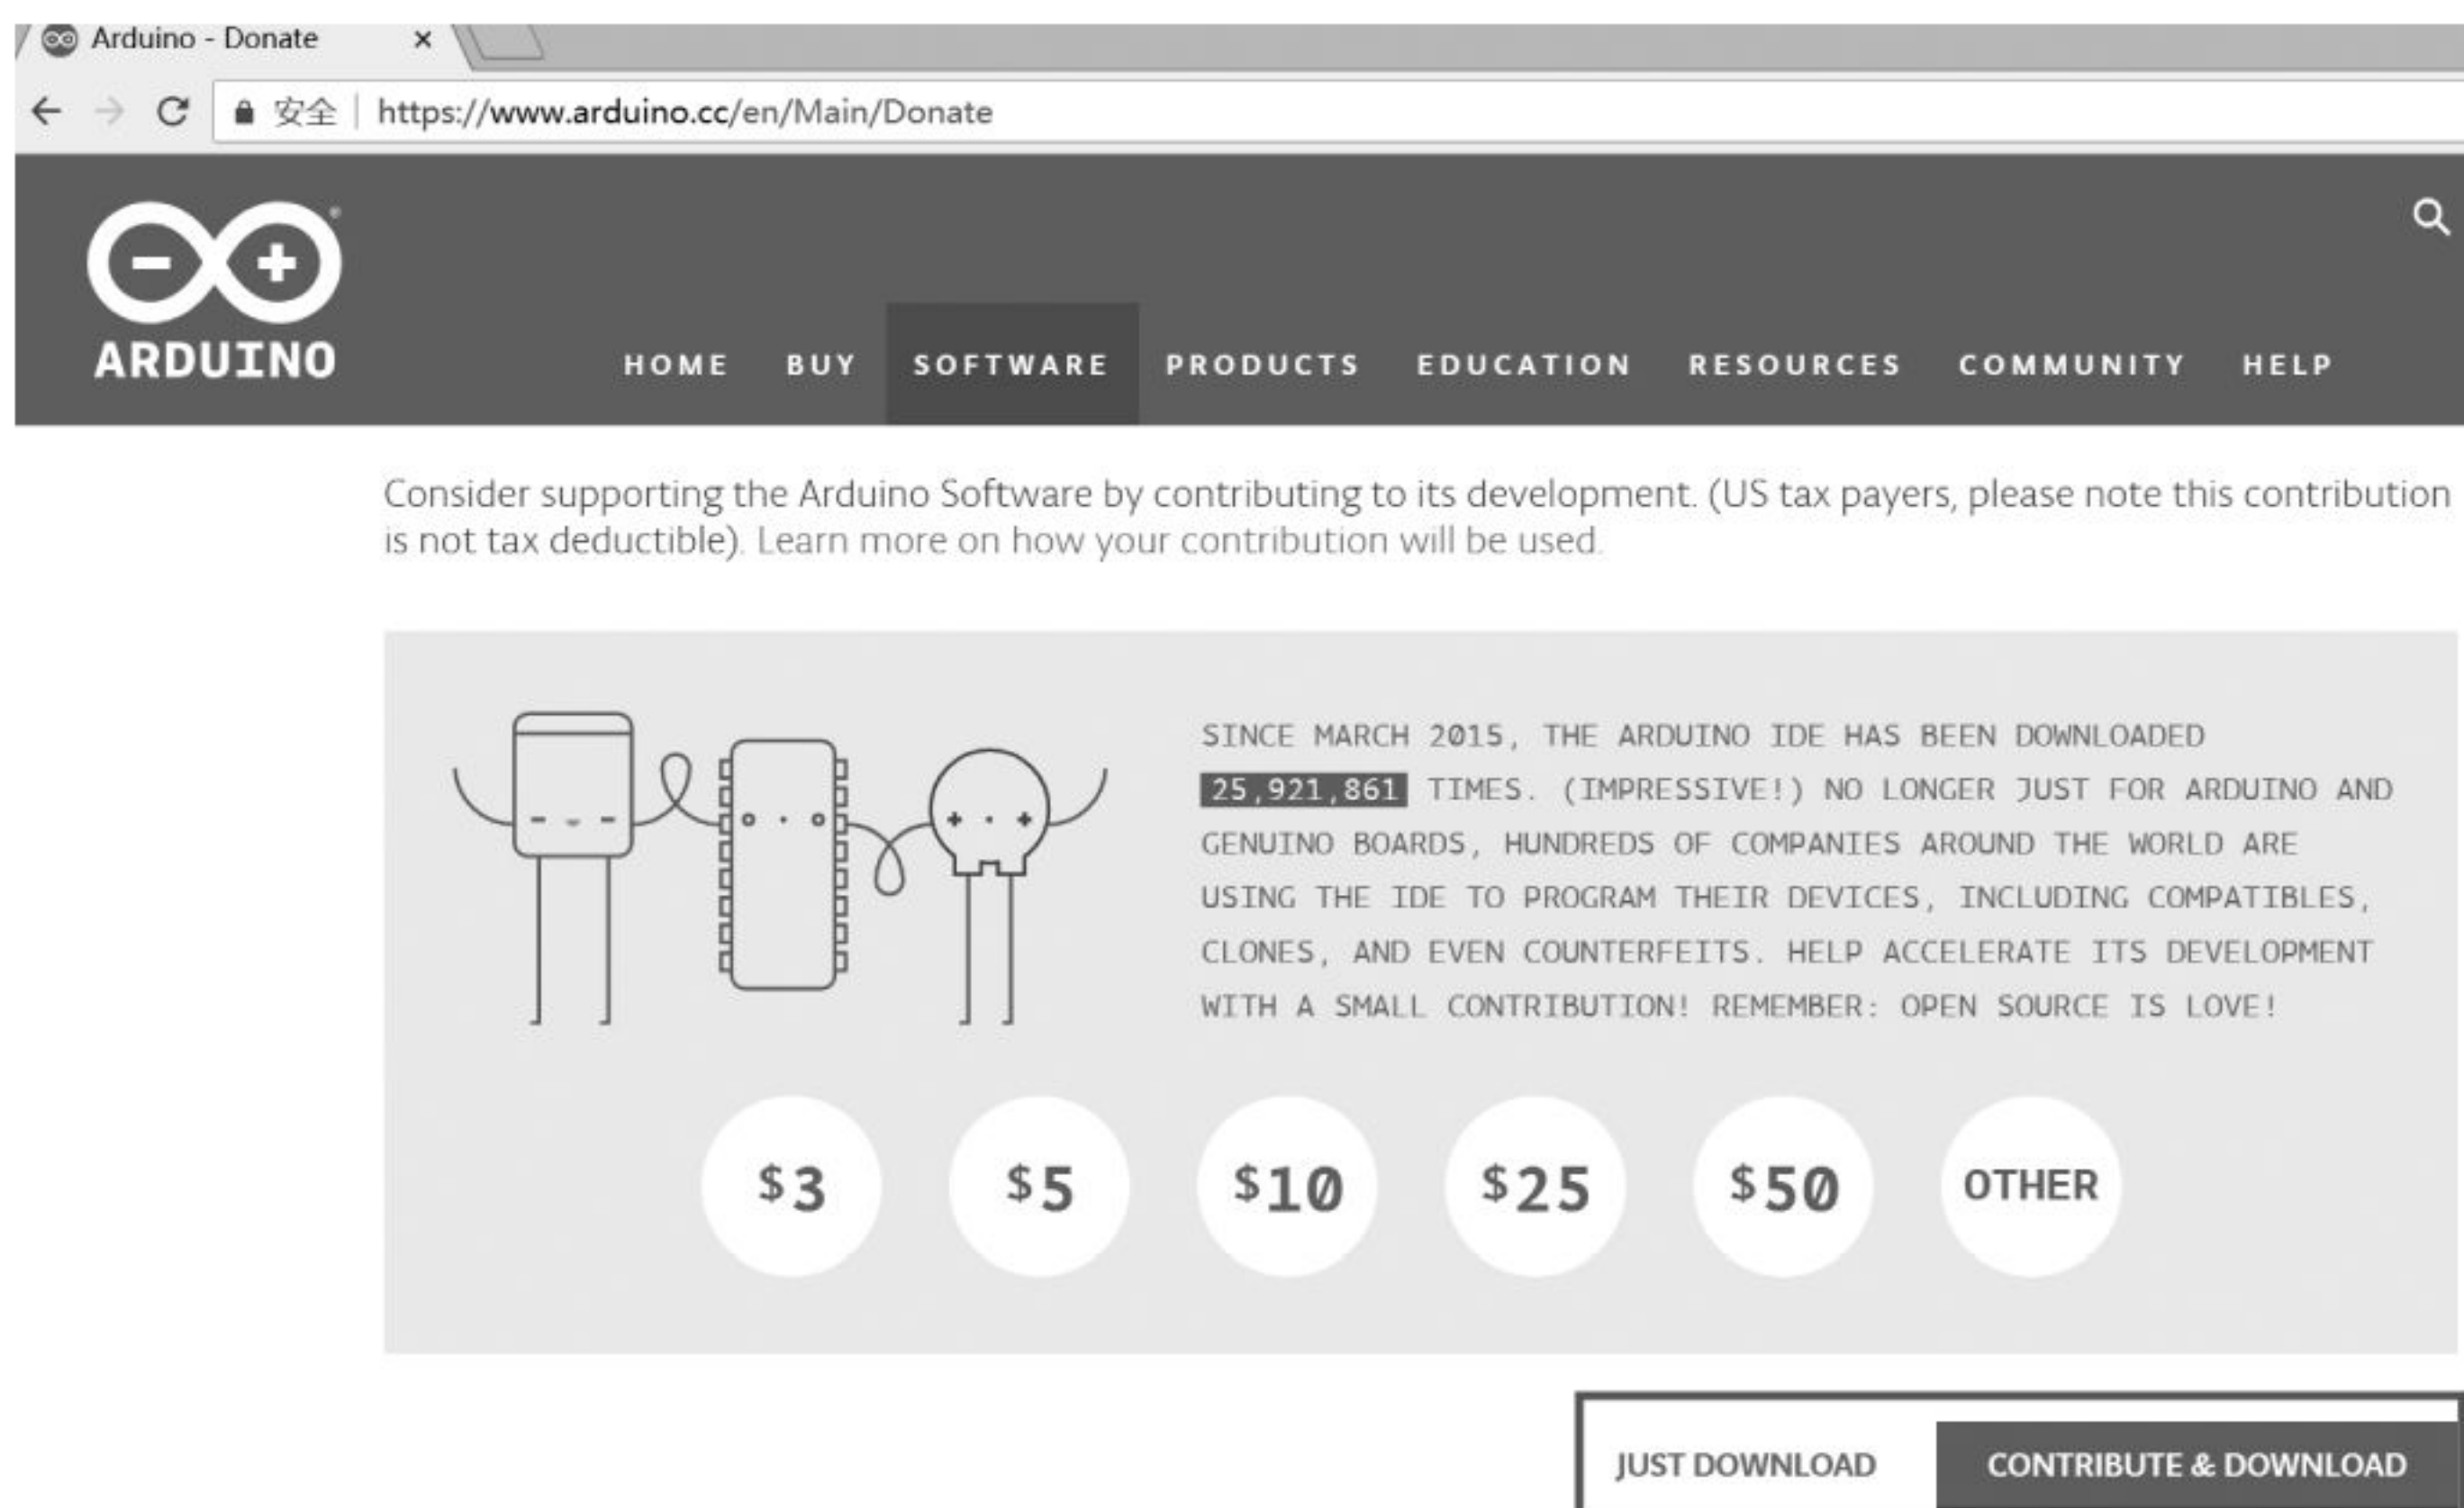 Arduino - Donate
安全 https://www.arduino.cc/en/Main/Donate
ARDUINO
HOME BUY SOFTWARE PRODUCTS EDUCATION RESOURCES COMMUNITY HELP
Consider supporting the Arduino Software by contributing to its development. (US tax payers, please note this contribution
is not tax deductible). Learn more on how your contribution will be used.
SINCE MARCH 2015, THE ARDUINO IDE HAS BEEN DOWNLOADED
25,921,861 TIMES. (IMPRESSIVE!) NO LONGER JUST FOR ARDUINO AND
GENUINO BOARDS, HUNDREDS OF COMPANIES AROUND THE WORLD ARE
USING THE IDE TO PROGRAM THEIR DEVICES, INCLUDING COMPATIBLES,
CLONES, AND EVEN COUNTERFEITS. HELP ACCELERATE ITS DEVELOPMENT
WITH A SMALL CONTRIBUTION! REMEMBER: OPEN SOURCE IS LOVE!
$3 $5 $10 $25 $50 OTHER
JUST DOWNLOAD CONTRIBUTE & DOWNLOAD